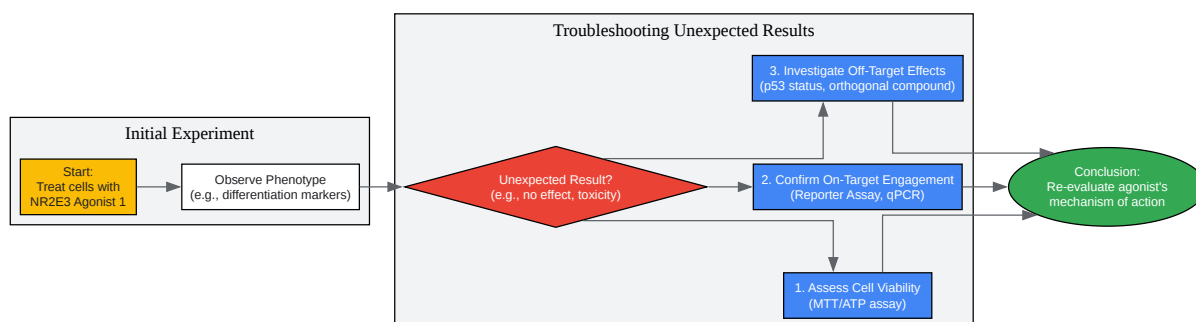 Troubleshooting Unexpected Results
3. Investigate Off-Target Effects
(p53 status, orthogonal compound)
Initial Experiment
Start:
Treat cells with
NR2E3 Agonist 1
Observe Phenotype
(e.g., differentiation markers)
Unexpected Result?
(e.g., no effect, toxicity)
2. Confirm On-Target Engagement
(Reporter Assay, qPCR)
Conclusion:
Re-evaluate agonist's
mechanism of action
1. Assess Cell Viability
(MTT/ATP assay)